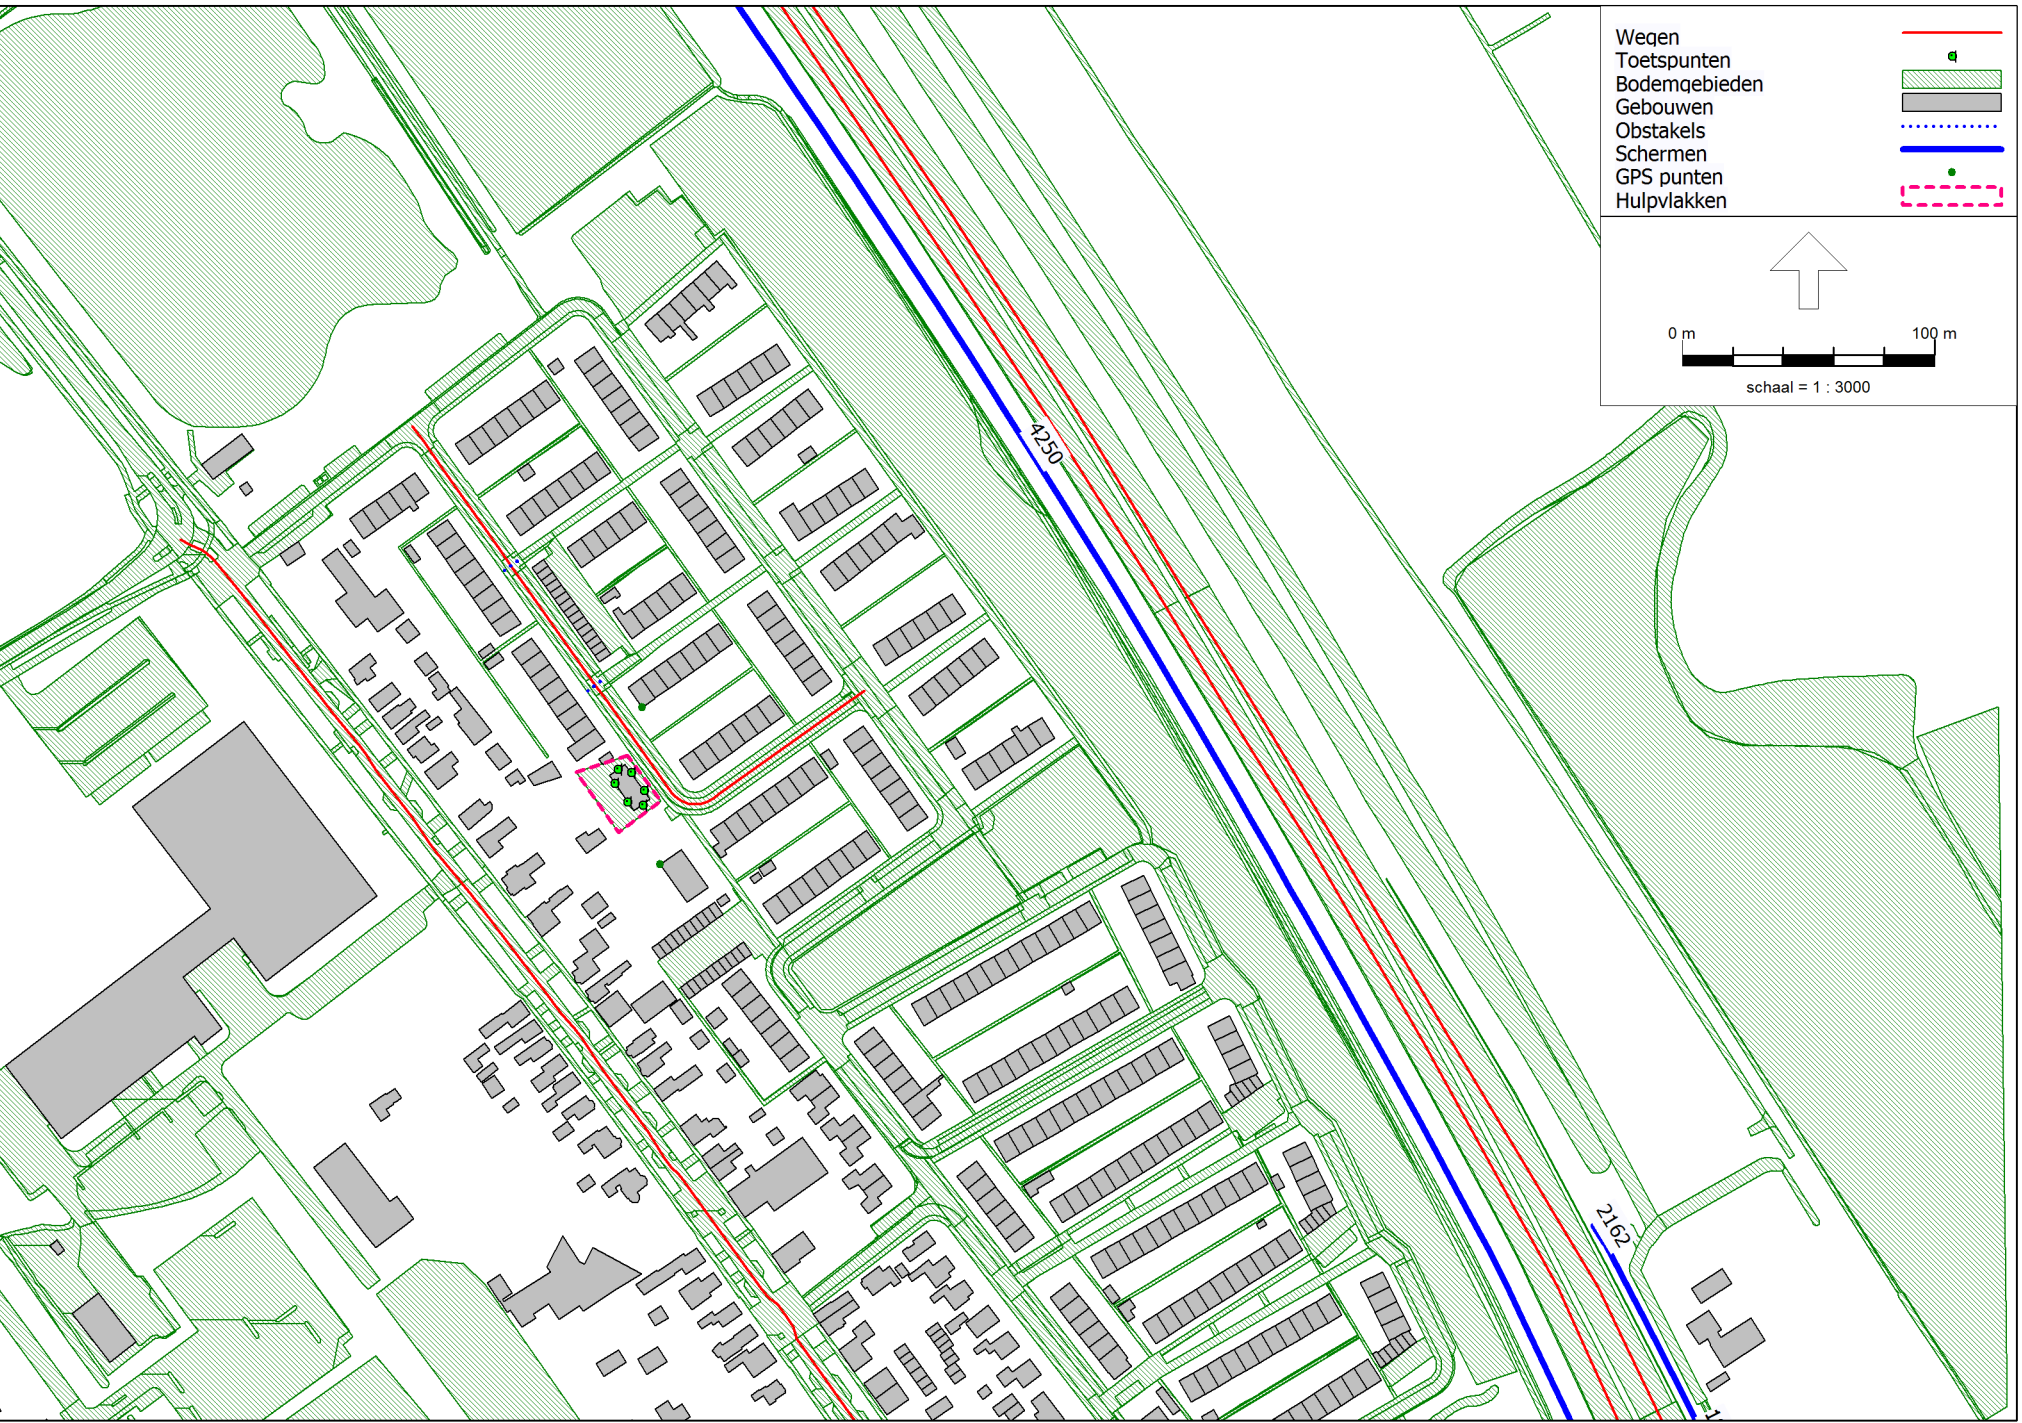 Wegen
Toetspunten
Bodemgebieden
Gebouwen
Obstakels
Schermen
GPS punten
Hulpvlakken
0 m 100 m
schaal = 1 : 3000
4250
2162